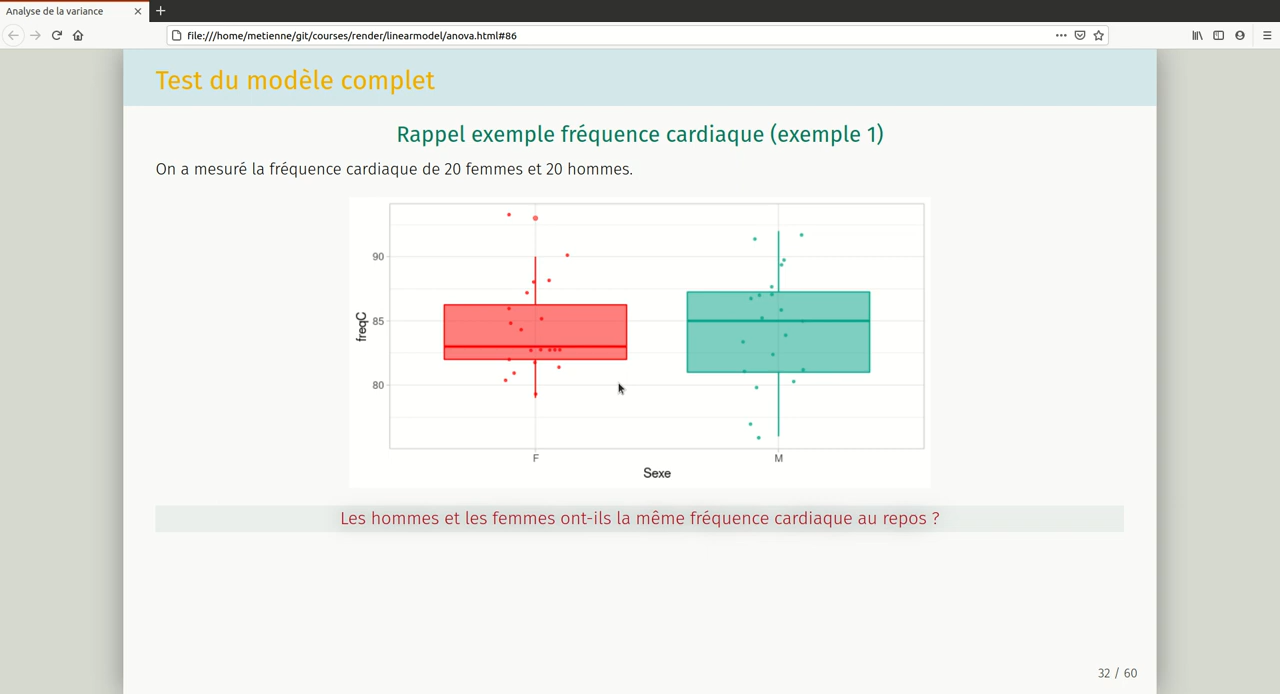 Analyse de la variance
file:///home/metienne/git/courses/render/linearmodel/anova.html#86
Test du modèle complet
Rappel exemple fréquence cardiaque (exemple 1)
On a mesuré la fréquence cardiaque de 20 femmes et 20 hommes.
90
85
80
freqC
F
M
Sexe
Les hommes et les femmes ont-ils la même fréquence cardiaque au repos ?
32 / 60